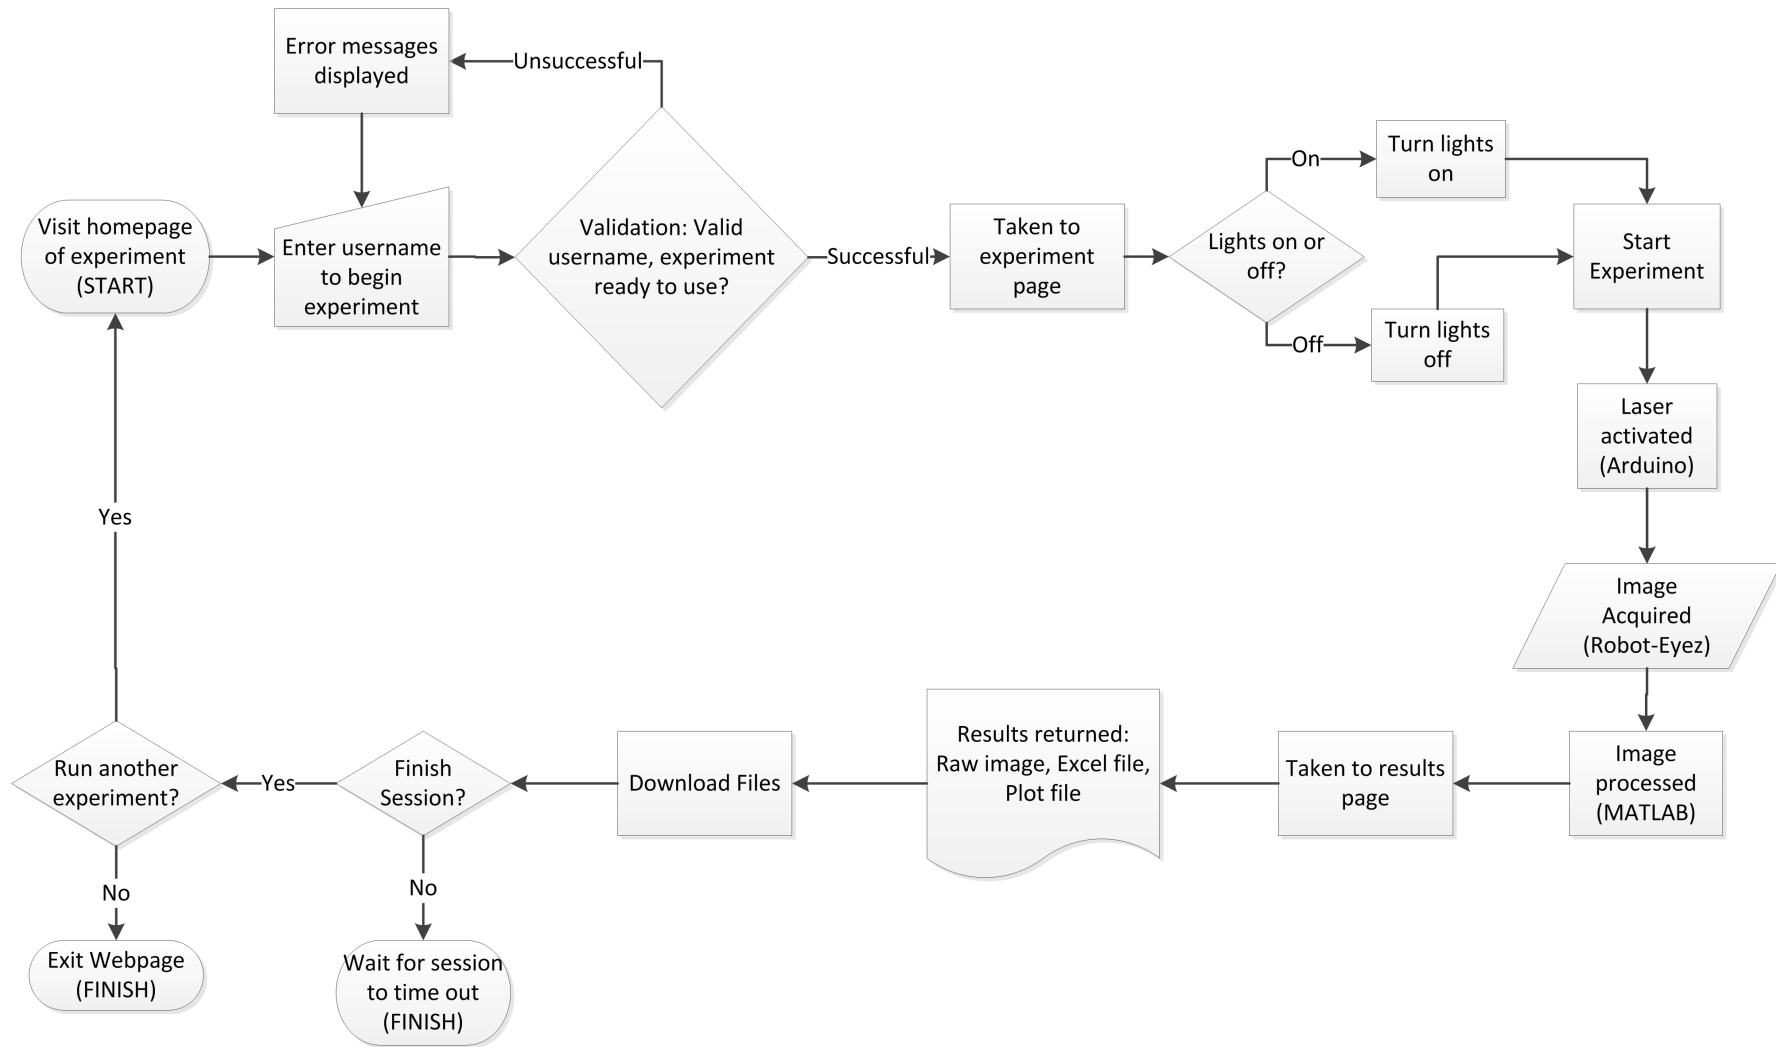 Error messages
displayed
Unsuccessful
Visit homepage
of experiment
(START)
Enter username
to begin
experiment
Validation: Valid
username, experiment
ready to use?
Successful
Taken to
experiment
page
Lights on or
off?
On
Turn lights
on
Off
Turn lights
off
Start
Experiment
Laser
activated
(Arduino)
Image
Acquired
(Robot-Eyez)
Image
processed
(MATLAB)
Taken to results
page
Results returned:
Raw image, Excel file,
Plot file
Download Files
Finish
Session?
No
Wait for session
to time out
(FINISH)
Yes
Run another
experiment?
Yes
No
Exit Webpage
(FINISH)